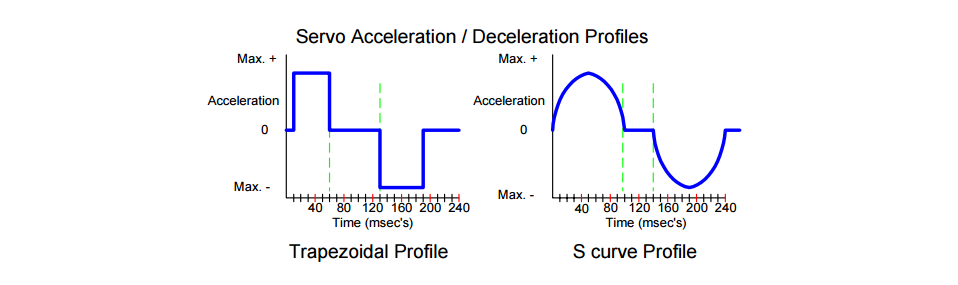 Servo Acceleration / Deceleration Profiles
Max. +
Acceleration
0
Max. -
40 80 120 160 200 240
Time (msec's)
Trapezoidal Profile
Max. +
Acceleration
0
Max. -
40 80 120 160 200 240
Time (msec's)
S curve Profile